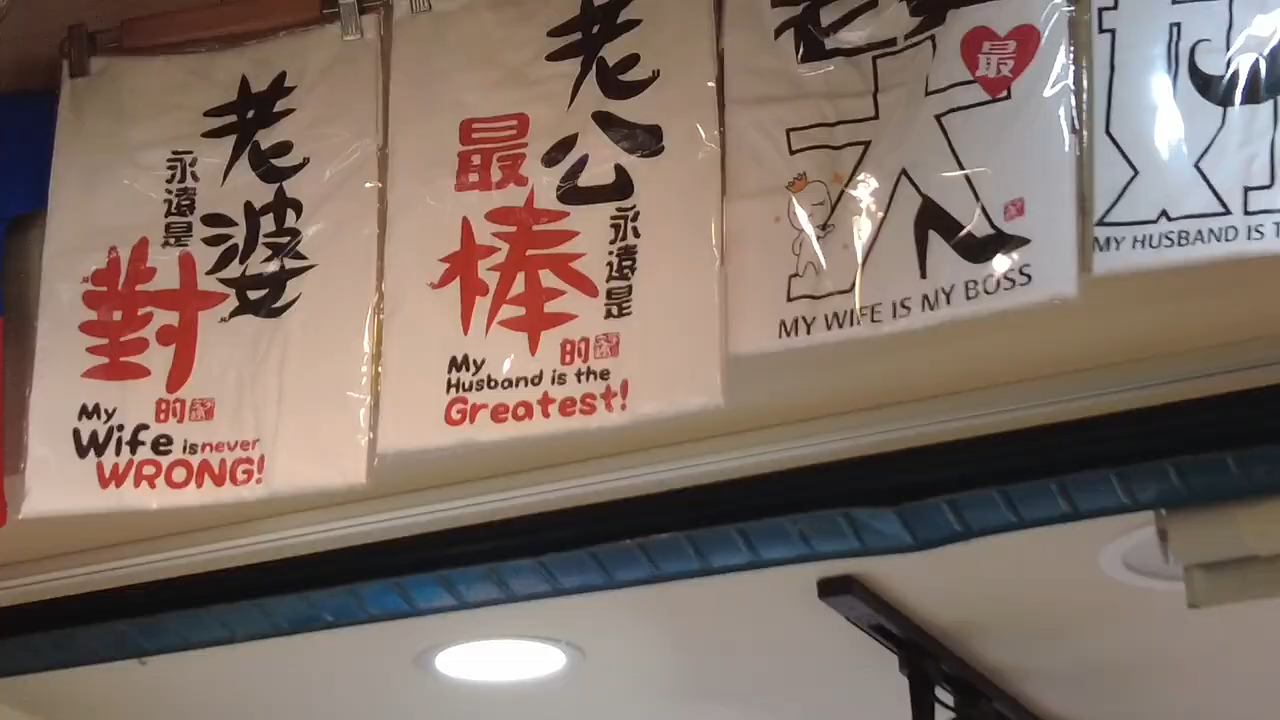 老婆
永遠是
對
的
My
Wife is never
WRONG!
老公
永遠是
最
棒
的
My
Husband is the
Greatest!
最
大
MY WIFE IS MY BOSS
MY HUSBAND IS